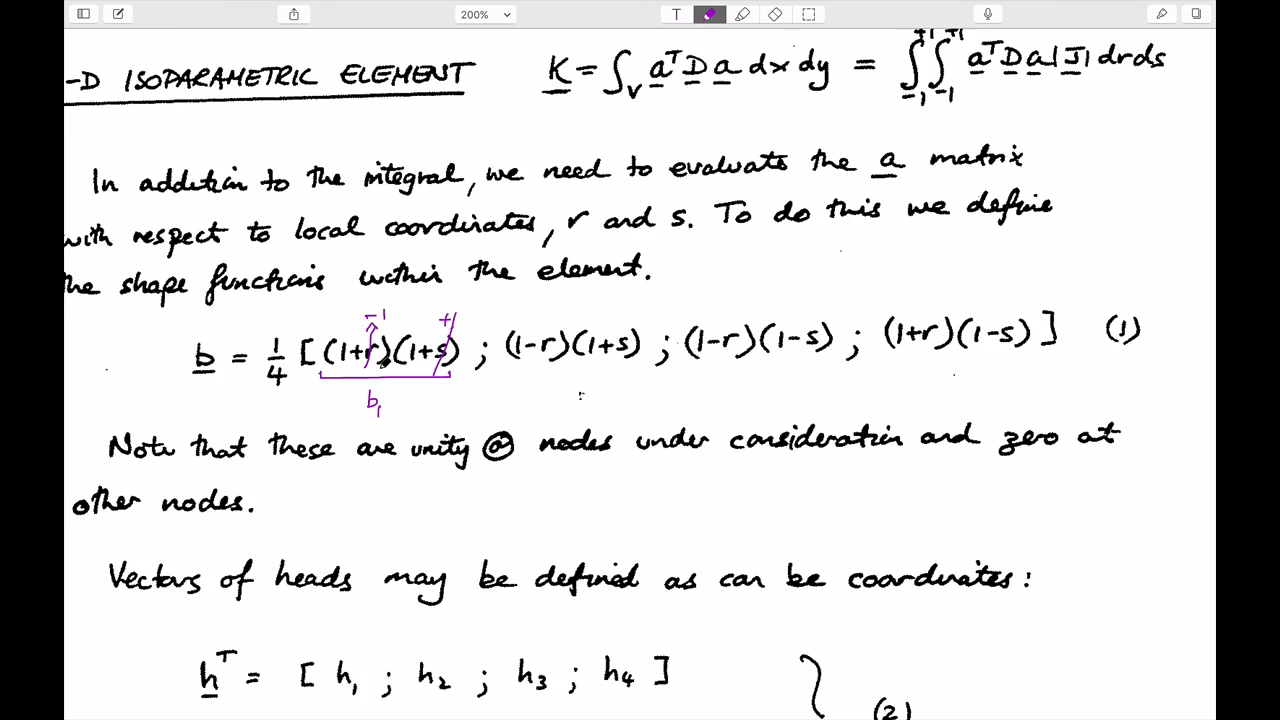 200%
T
-D ISOPARAMETRIC ELEMENT K = ∫V aᵀ D a dx dy = ∫₋₁⁺¹ ∫₋₁⁺¹ aᵀ D a |J| dr ds
In addition to the integral, we need to evaluate the a matrix
with respect to local coordinates, r and s. To do this we define
the shape functions within the element.
-1 +1
b = 1/4 [(1+r)(1+s) ; (1-r)(1+s) ; (1-r)(1-s) ; (1+r)(1-s)] (1)
b₁
Note that these are unity @ nodes under consideration and zero at
other nodes.
Vectors of heads may be defined as can be coordinates:
hᵀ = [ h₁ ; h₂ ; h₃ ; h₄ ]
(2)